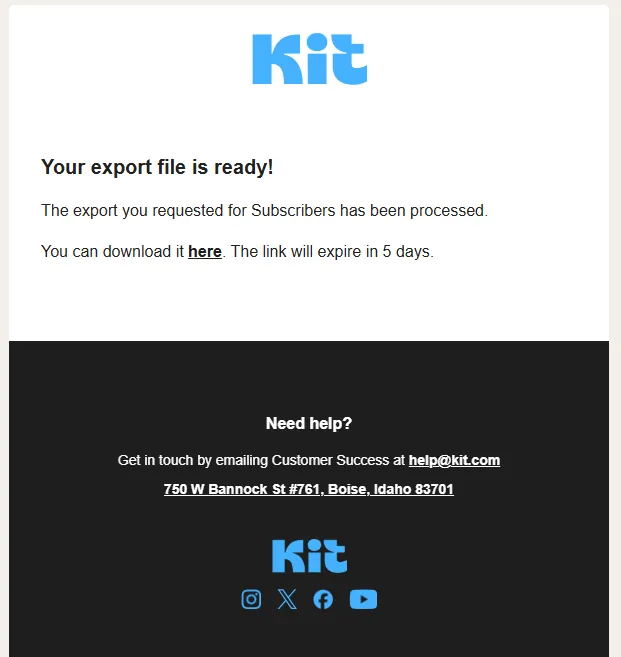 Kit
Your export file is ready!
The export you requested for Subscribers has been processed.
You can download it here. The link will expire in 5 days.
Need help?
Get in touch by emailing Customer Success at help@kit.com
750 W Bannock St #761, Boise, Idaho 83701
Kit